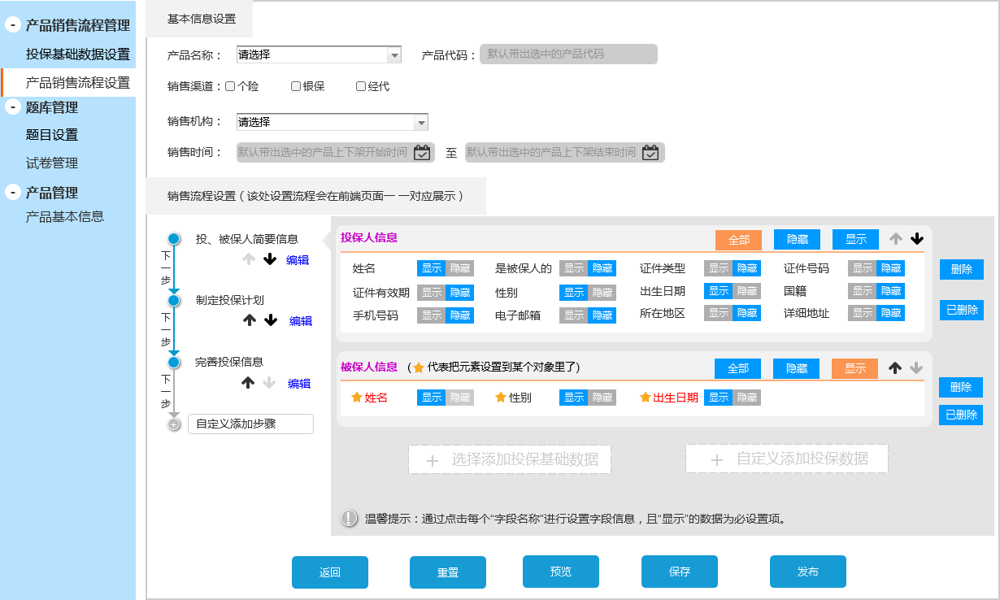 - 产品销售流程管理
投保基础数据设置
产品销售流程设置
- 题库管理
题目设置
试卷管理
- 产品管理
产品基本信息
基本信息设置
产品名称： 请选择 产品代码： 默认带出选中的产品代码
销售渠道： 个险 银保 经代
销售机构： 请选择
销售时间： 默认带出选中的产品上下架开始时间 至 默认带出选中的产品上下架结束时间
销售流程设置（该处设置流程会在前端页面一 一对应展示）
投、被保人简要信息
编辑
下一步
制定投保计划
编辑
下一步
完善投保信息
编辑
下一步
自定义添加步骤
投保人信息 全部 隐藏 显示
姓名 显示 隐藏 是被保人的 显示 隐藏 证件类型 显示 隐藏 证件号码 显示 隐藏
证件有效期 显示 隐藏 性别 显示 隐藏 出生日期 显示 隐藏 国籍 显示 隐藏
手机号码 显示 隐藏 电子邮箱 显示 隐藏 所在地区 显示 隐藏 详细地址 显示 隐藏
删除
已删除
被保人信息 (★代表把元素设置到某个对象里了) 全部 隐藏 显示
★姓名 显示 隐藏 ★性别 显示 隐藏 ★出生日期 显示 隐藏
删除
已删除
＋ 选择添加投保基础数据 ＋ 自定义添加投保数据
温馨提示：通过点击每个“字段名称”进行设置字段信息，且“显示”的数据为必设置项。
返回 重置 预览 保存 发布